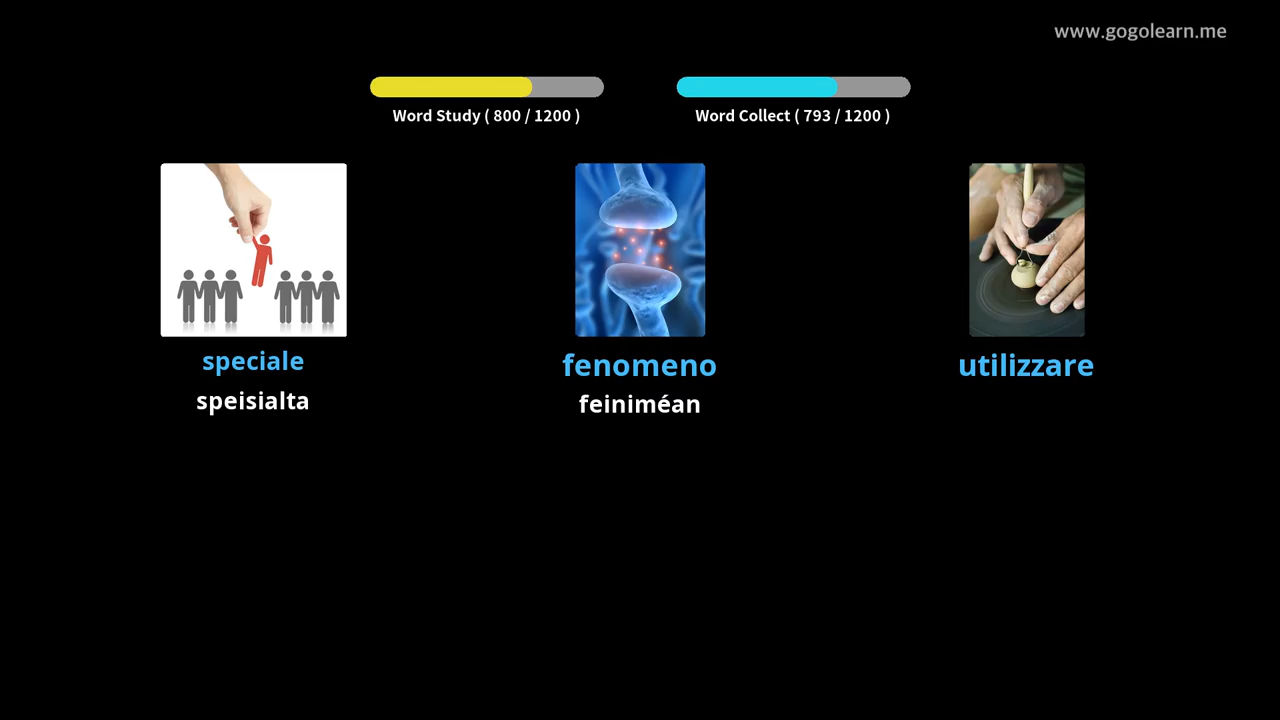 www.gogolearn.me
Word Study ( 800 / 1200 )
Word Collect ( 793 / 1200 )
speciale
speisialta
fenomeno
feiniméan
utilizzare